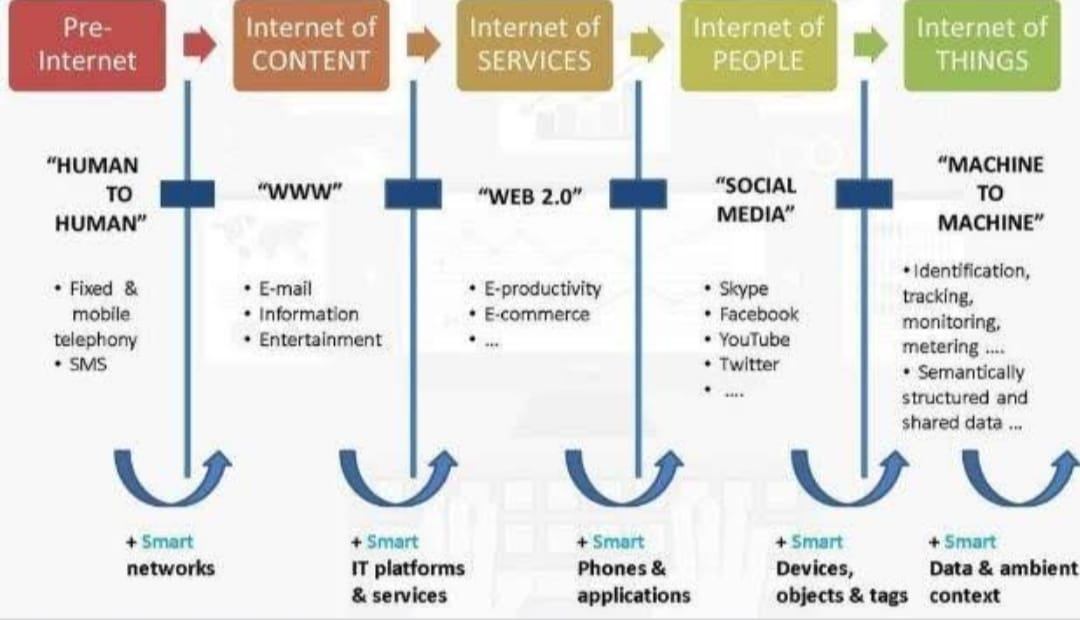 Pre-
Internet
Internet of
CONTENT
Internet of
SERVICES
Internet of
PEOPLE
Internet of
THINGS
“HUMAN
TO
HUMAN”
“WWW”
“WEB 2.0”
“SOCIAL
MEDIA”
“MACHINE
TO
MACHINE”
• Fixed &
mobile
telephony
• SMS
• E-mail
• Information
• Entertainment
• E-productivity
• E-commerce
• ...
• Skype
• Facebook
• YouTube
• Twitter
• ....
• Identification,
tracking,
monitoring,
metering ....
• Semantically
structured and
shared data ...
+ Smart
networks
+ Smart
IT platforms
& services
+ Smart
Phones &
applications
+ Smart
Devices,
objects & tags
+ Smart
Data & ambient
context